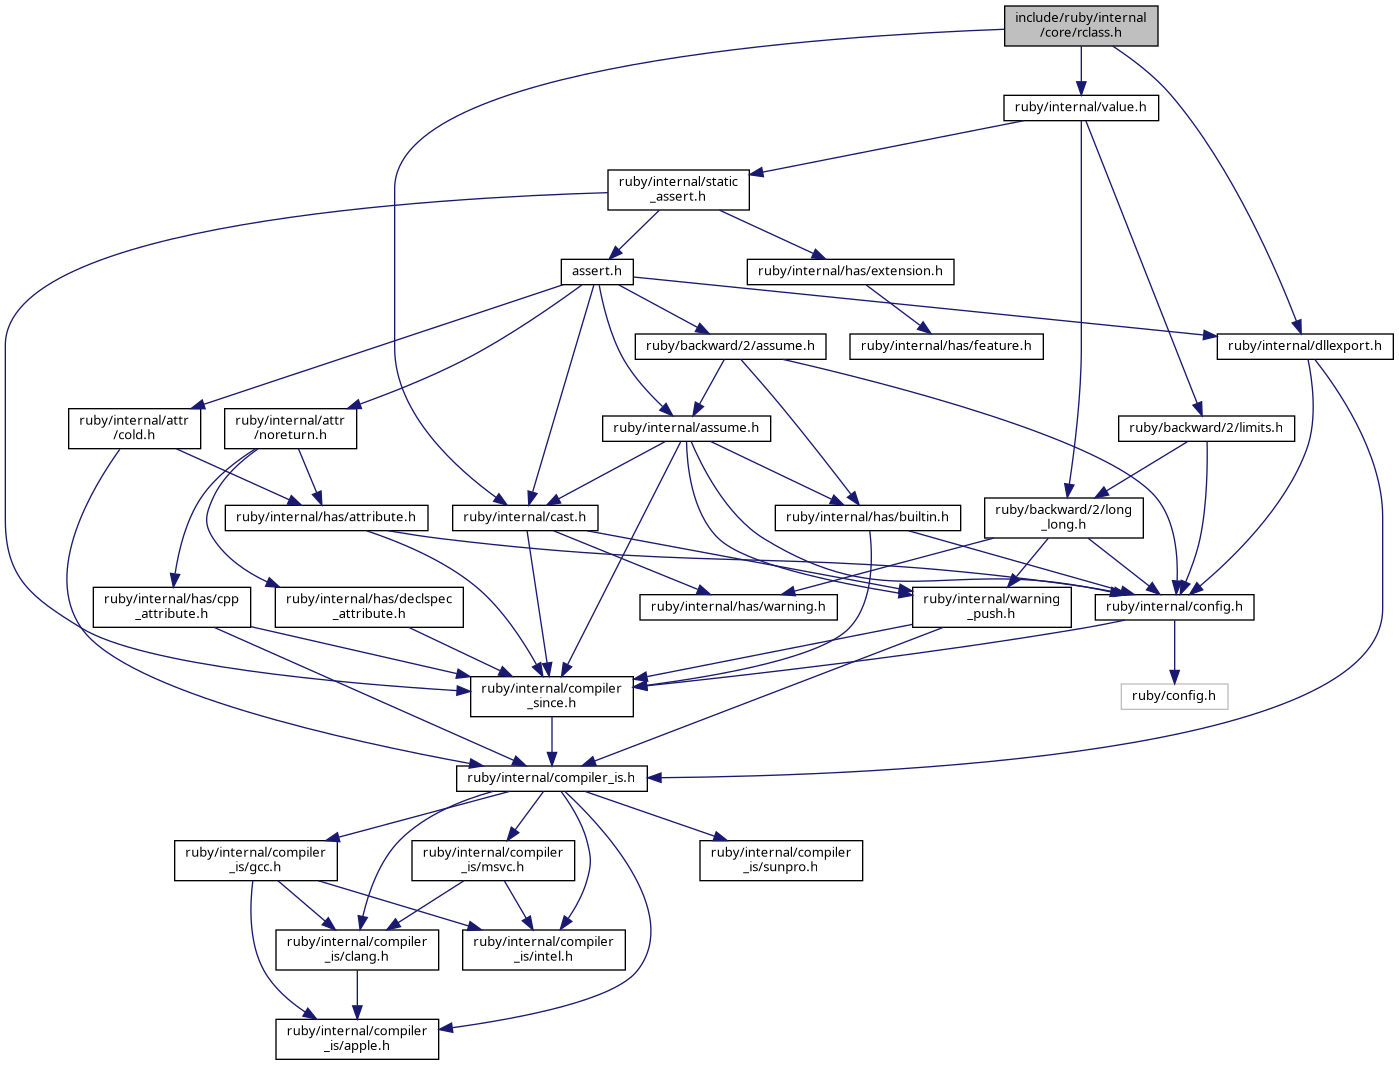 include/ruby/internal
/core/rclass.h
ruby/internal/value.h
ruby/internal/static
_assert.h
assert.h
ruby/internal/has/extension.h
ruby/backward/2/assume.h
ruby/internal/has/feature.h
ruby/internal/dllexport.h
ruby/internal/attr
/cold.h
ruby/internal/attr
/noreturn.h
ruby/internal/assume.h
ruby/backward/2/limits.h
ruby/internal/has/attribute.h
ruby/internal/cast.h
ruby/internal/has/builtin.h
ruby/backward/2/long
_long.h
ruby/internal/has/cpp
_attribute.h
ruby/internal/has/declspec
_attribute.h
ruby/internal/has/warning.h
ruby/internal/warning
_push.h
ruby/internal/config.h
ruby/internal/compiler
_since.h
ruby/config.h
ruby/internal/compiler_is.h
ruby/internal/compiler
_is/gcc.h
ruby/internal/compiler
_is/msvc.h
ruby/internal/compiler
_is/sunpro.h
ruby/internal/compiler
_is/clang.h
ruby/internal/compiler
_is/intel.h
ruby/internal/compiler
_is/apple.h